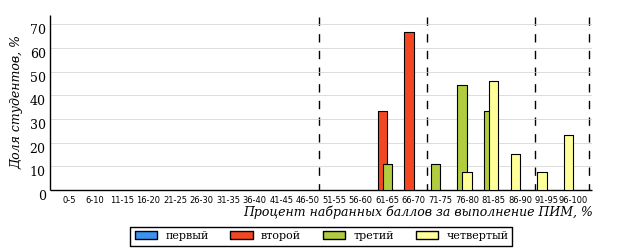 Доля студентов, %
70
60
50
40
30
20
10
0
0-5 6-10 11-15 16-20 21-25 26-30 31-35 36-40 41-45 46-50 51-55 56-60 61-65 66-70 71-75 76-80 81-85 86-90 91-95 96-100
Процент набранных баллов за выполнение ПИМ, %
первый второй третий четвертый